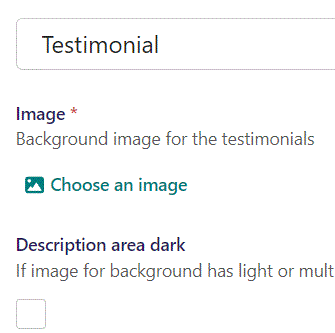 Testimonial
Image *
Background image for the testimonials
Choose an image
Description area dark
If image for background has light or mult